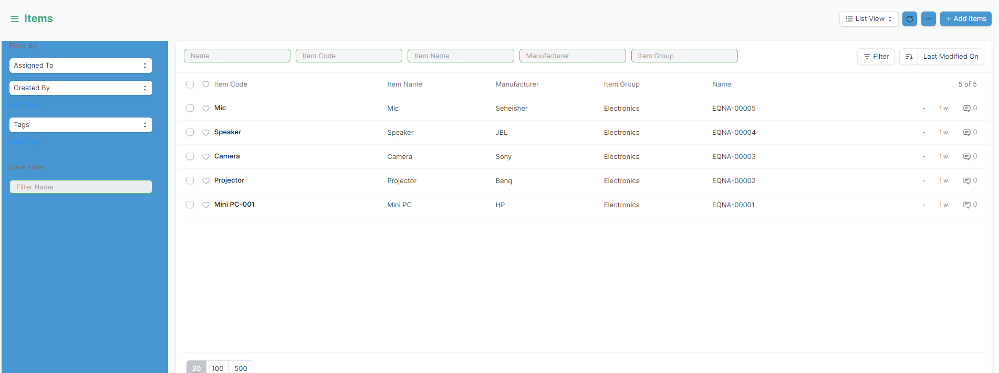 Items
List View
Add Items
Filter By
Assigned To
Created By
Edit Filters
Tags
Show Tags
Save Filter
Filter Name
Name Item Code Item Name Manufacturer Item Group
Filter Last Modified On
Item Code Item Name Manufacturer Item Group Name 5 of 5
Mic Mic Seheisher Electronics EQNA-00005 - 1 w 0
Speaker Speaker JBL Electronics EQNA-00004 - 1 w 0
Camera Camera Sony Electronics EQNA-00003 - 1 w 0
Projector Projector Benq Electronics EQNA-00002 - 1 w 0
Mini PC-001 Mini PC HP Electronics EQNA-00001 - 1 w 0
20 100 500